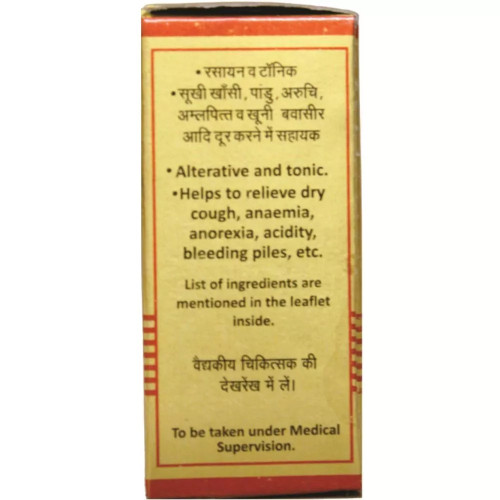 • रसायन व टॉनिक
• सूखी खाँसी, पांडु, अरुचि,
अम्लपित्त व खूनी बवासीर
आदि दूर करने में सहायक
• Alterative and tonic.
• Helps to relieve dry
cough, anaemia,
anorexia, acidity,
bleeding piles, etc.
List of ingredients are
mentioned in the leaflet
inside.
वैद्यकीय चिकित्सक की
देखरेंख में लें।
To be taken under Medical
Supervision.